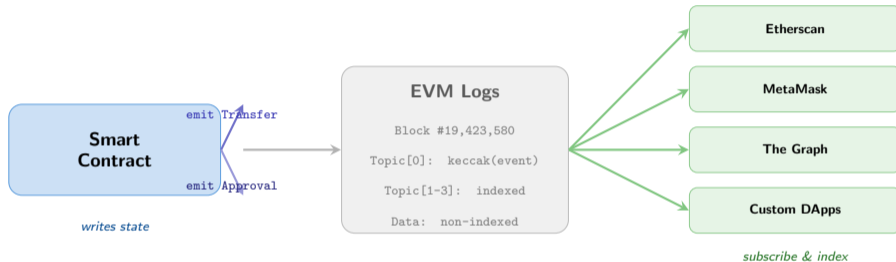 Smart
Contract
writes state
emit Transfer
emit Approval
EVM Logs
Block #19,423,580
Topic[0]: keccak(event)
Topic[1-3]: indexed
Data: non-indexed
Etherscan
MetaMask
The Graph
Custom DApps
subscribe & index